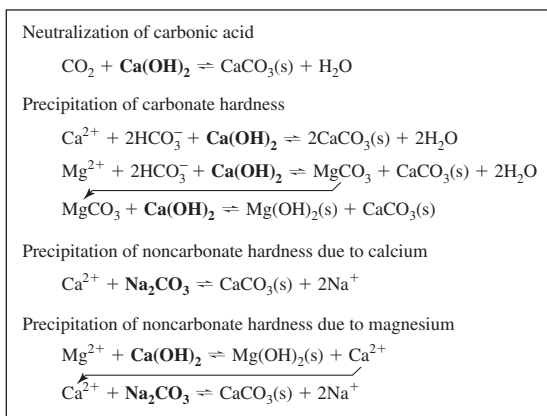 Neutralization of carbonic acid
CO₂ + Ca(OH)₂ ⇌ CaCO₃(s) + H₂O
Precipitation of carbonate hardness
Ca²⁺ + 2HCO₃⁻ + Ca(OH)₂ ⇌ 2CaCO₃(s) + 2H₂O
Mg²⁺ + 2HCO₃⁻ + Ca(OH)₂ ⇌ MgCO₃ + CaCO₃(s) + 2H₂O
MgCO₃ + Ca(OH)₂ ⇌ Mg(OH)₂(s) + CaCO₃(s)
Precipitation of noncarbonate hardness due to calcium
Ca²⁺ + Na₂CO₃ ⇌ CaCO₃(s) + 2Na⁺
Precipitation of noncarbonate hardness due to magnesium
Mg²⁺ + Ca(OH)₂ ⇌ Mg(OH)₂(s) + Ca²⁺
Ca²⁺ + Na₂CO₃ ⇌ CaCO₃(s) + 2Na⁺